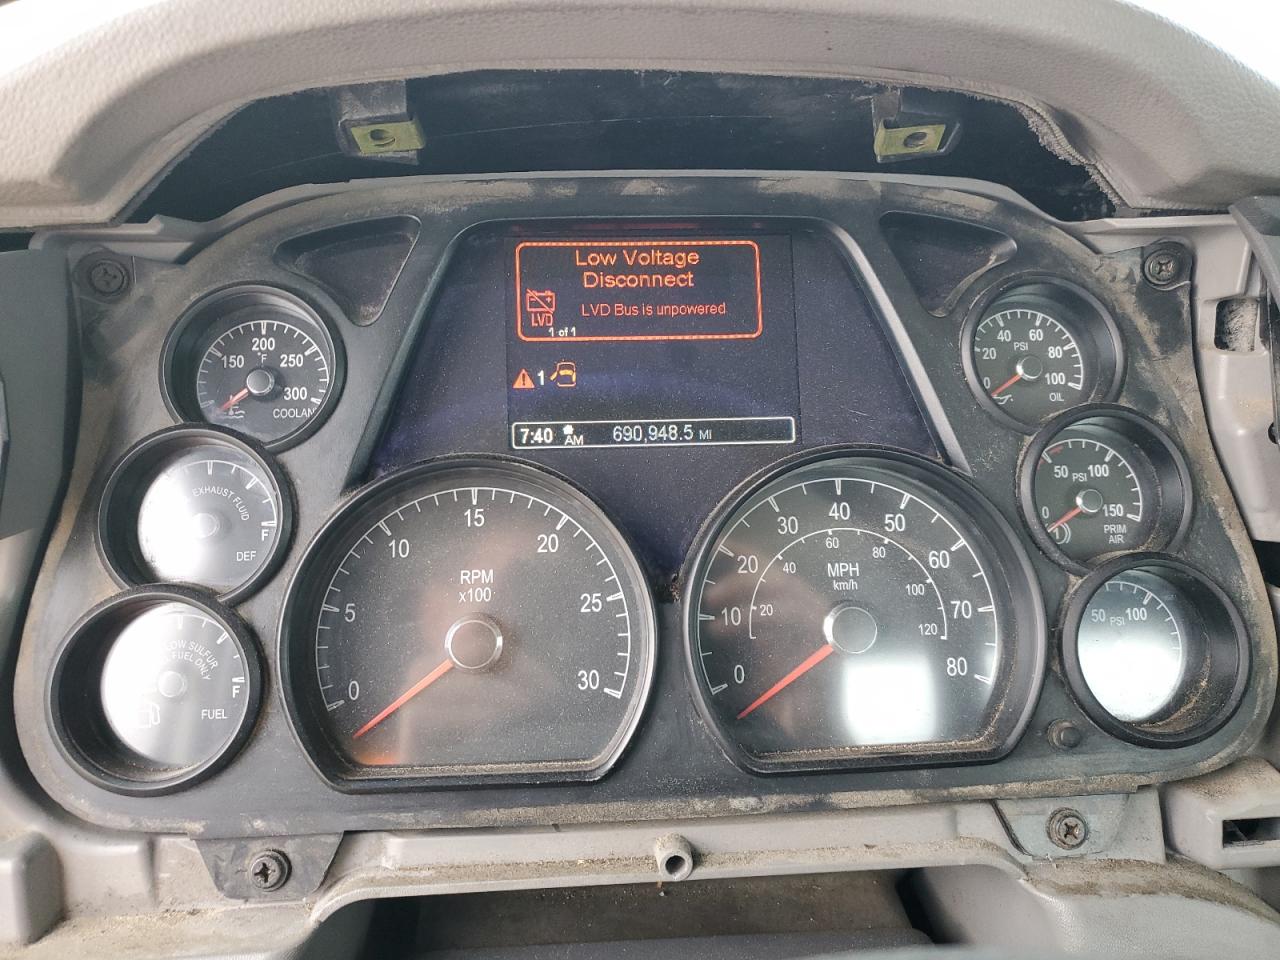 Low Voltage
Disconnect
LVD Bus is unpowered
LVD
1 of 1
1
7:40 AM 690,948.5 MI
150 200 250 300
°F
COOLANT
EXHAUST FLUID
F
DEF
LOW SULFUR
FUEL ONLY
F
FUEL
0 5 10 15 20 25 30
RPM
x100
0 10 20 30 40 50 60 70 80
MPH
km/h
20 40 60 80 100 120
0 20 40 60 80 100
PSI
OIL
0 50 100 150
PSI
1
PRIM
AIR
50 PSI 100